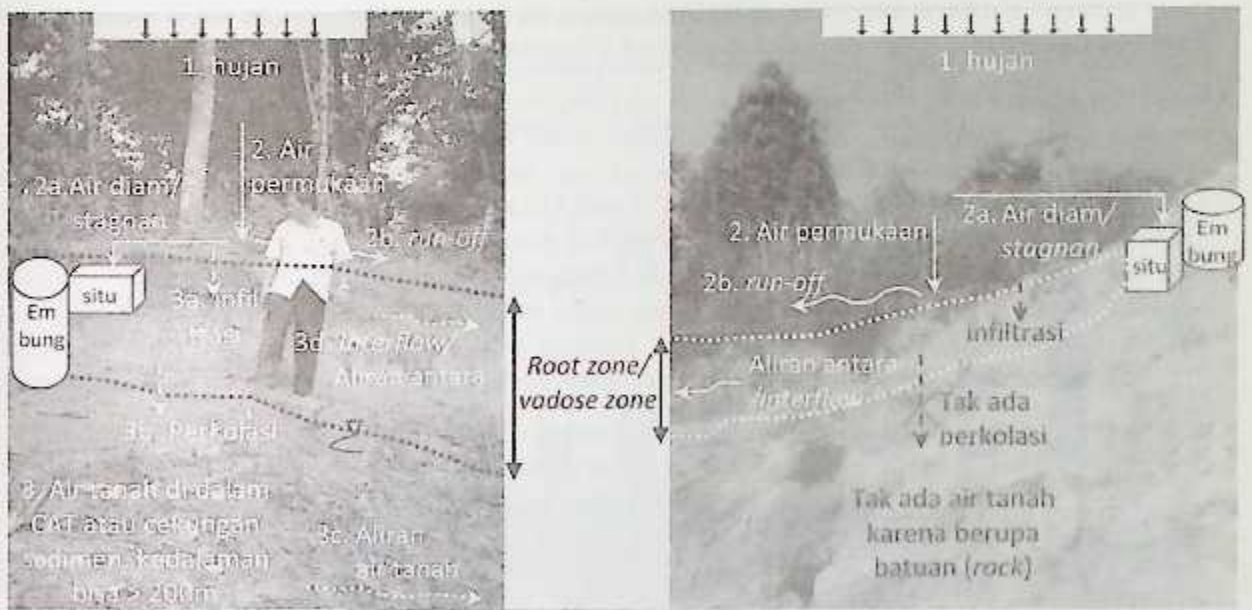 1. hujan
2. Air
permukaan
2a. Air diam/
stagnan
2b. run-off
Em
bung
situ
3a. Infil
trasi
3d. Interflow/
Aliran antara
3b. Perkolasi
3. Air tanah di dalam
CAT atau cekungan
sedimen, kedalaman
bisa > 200m
3c. Aliran
air tanah
Root zone/
vadose zone
1. hujan
2a. Air diam/
stagnan
2. Air permukaan
2b. run-off
situ
Em
bung
infiltrasi
Aliran antara
/interflow
Tak ada
perkolasi
Tak ada air tanah
karena berupa
batuan (rock)